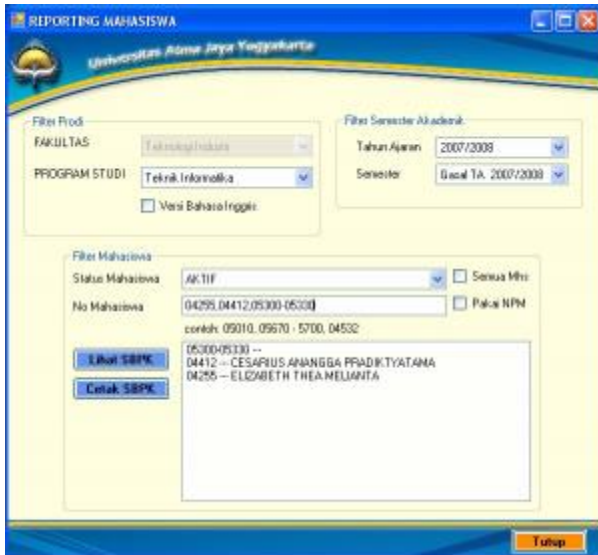 REPORTING MAHASISWA
Universitas Atma Jaya Yogyakarta
Filter Prodi
FAKULTAS
Teknologi Industri
PROGRAM STUDI
Teknik Informatika
Versi Bahasa Inggris
Filter Semester Akademik
Tahun Ajaran
2007/2008
Semester
Gasal TA. 2007/2008
Filter Mahasiswa
Status Mahasiswa
AKTIF
Semua Mhs
No Mahasiswa
04255,04412,05300-05330
Pakai NPM
contoh: 05010, 05670 - 5700, 04532
Lihat SBPK
Cetak SBPK
05300-05330 --
04412 -- CESARIUS ANANGGA PRADIKTYATAMA
04255 -- ELIZABETH THEA MELIANTA
Tutup